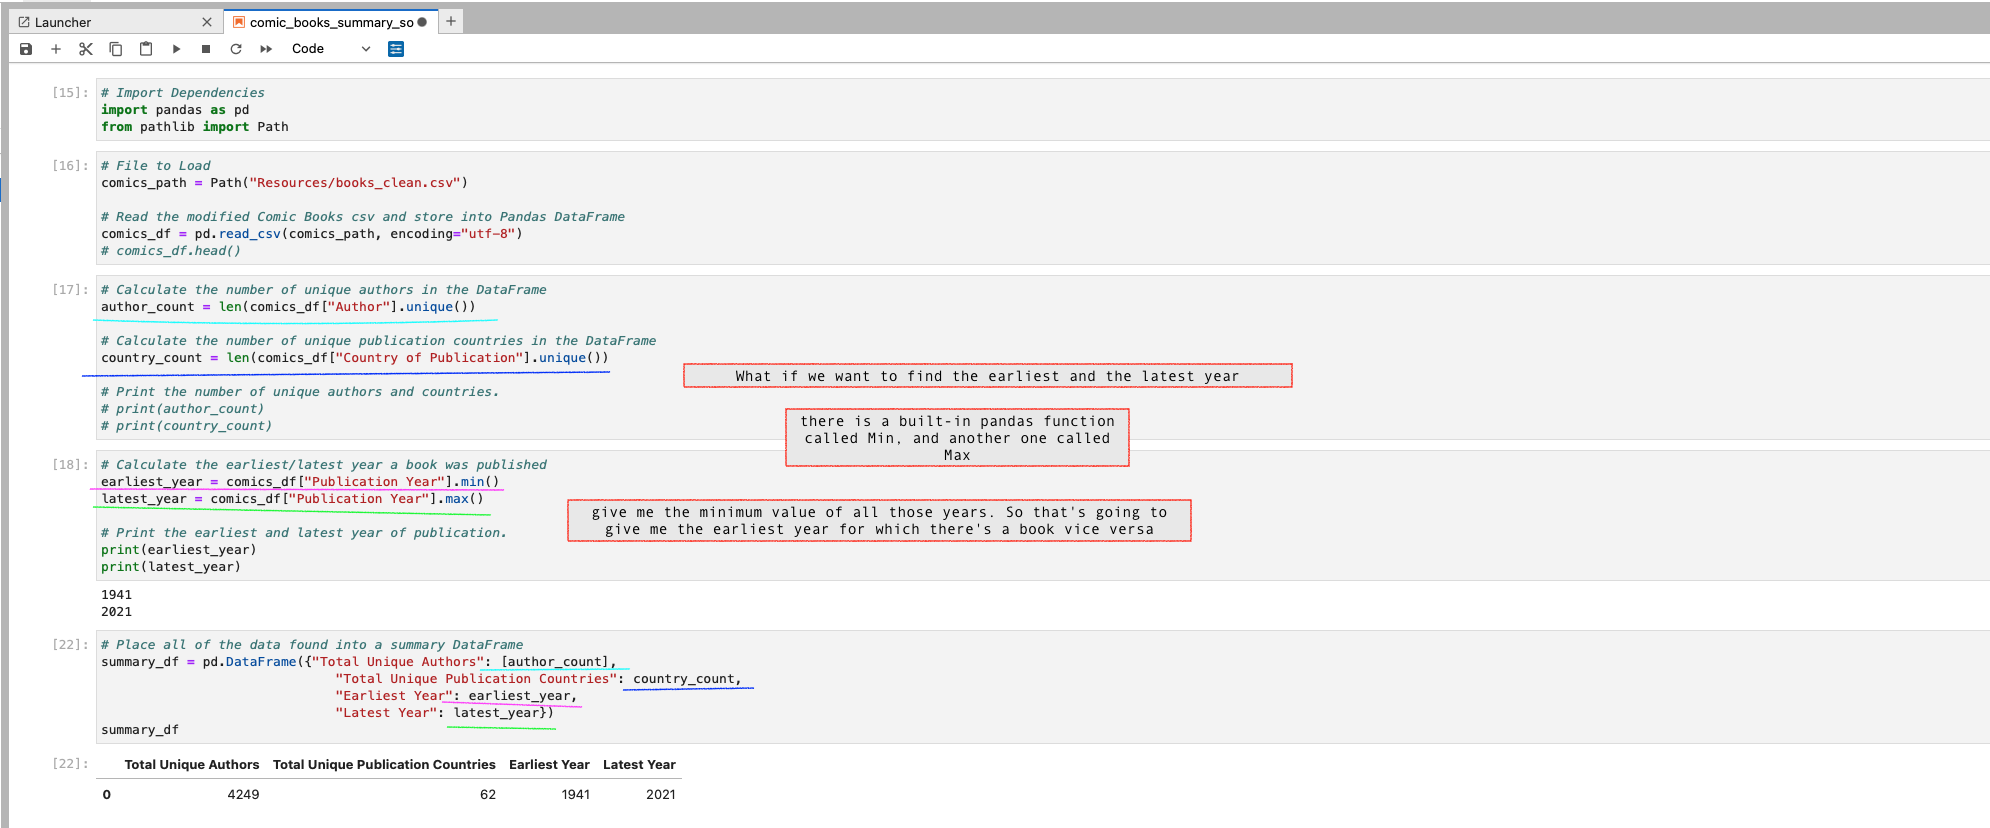 Launcher
comic_books_summary_so
Code
[15]:
# Import Dependencies
import pandas as pd
from pathlib import Path
[16]:
# File to Load
comics_path = Path("Resources/books_clean.csv")
# Read the modified Comic Books csv and store into Pandas DataFrame
comics_df = pd.read_csv(comics_path, encoding="utf-8")
# comics_df.head()
[17]:
# Calculate the number of unique authors in the DataFrame
author_count = len(comics_df["Author"].unique())
# Calculate the number of unique publication countries in the DataFrame
country_count = len(comics_df["Country of Publication"].unique())
What if we want to find the earliest and the latest year
# Print the number of unique authors and countries.
# print(author_count)
# print(country_count)
there is a built-in pandas function
called Min, and another one called
Max
[18]:
# Calculate the earliest/latest year a book was published
earliest_year = comics_df["Publication Year"].min()
latest_year = comics_df["Publication Year"].max()
give me the minimum value of all those years. So that's going to
give me the earliest year for which there's a book vice versa
# Print the earliest and latest year of publication.
print(earliest_year)
print(latest_year)
1941
2021
[22]:
# Place all of the data found into a summary DataFrame
summary_df = pd.DataFrame({"Total Unique Authors": [author_count],
"Total Unique Publication Countries": country_count,
"Earliest Year": earliest_year,
"Latest Year": latest_year})
summary_df
[22]:
Total Unique Authors Total Unique Publication Countries Earliest Year Latest Year
0 4249 62 1941 2021